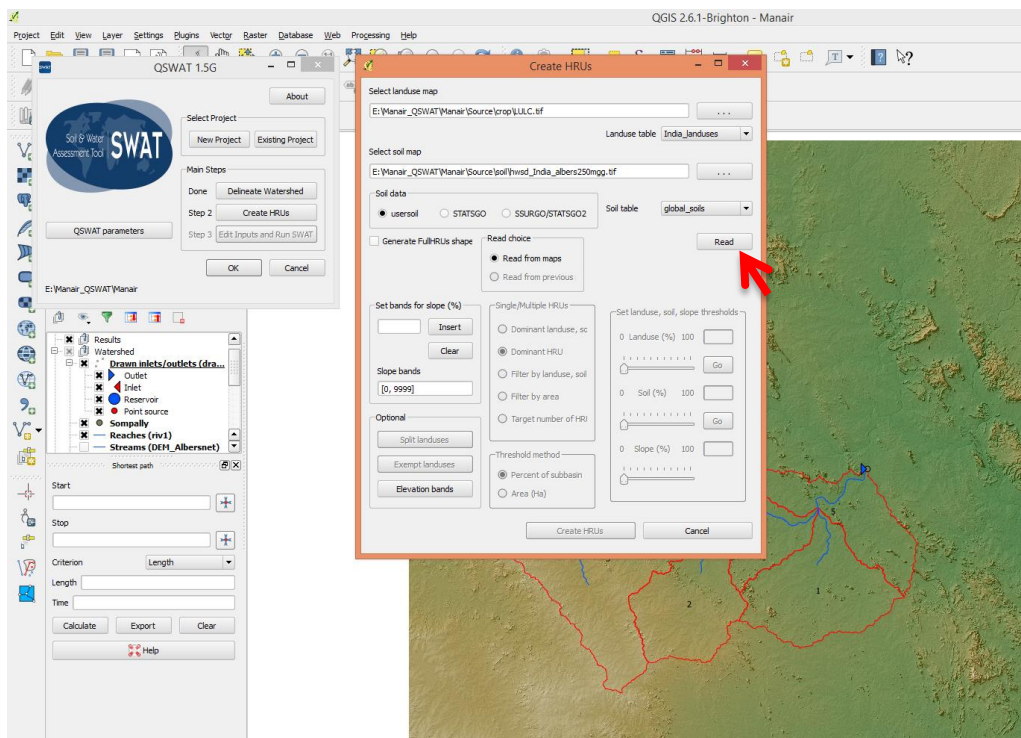 QGIS 2.6.1-Brighton - Manair
Project Edit View Layer Settings Plugins Vector Raster Database Web Processing Help
QSWAT 1.5G
About
Soil & Water
Assessment Tool
SWAT
Select Project
New Project Existing Project
Main Steps
Done Delineate Watershed
Step 2 Create HRUs
QSWAT parameters
Step 3 Edit Inputs and Run SWAT
OK Cancel
E:\Manair_QSWAT\Manair
Results
Watershed
Drawn inlets/outlets (dra...
Outlet
Inlet
Reservoir
Point source
Sompally
Reaches (riv1)
Streams (DEM_Albersnet)
Shortest path
Start
Stop
Criterion Length
Length
Time
Calculate Export Clear
Help
Create HRUs
Select landuse map
E:\Manair_QSWAT\Manair\Source\crop\LULC.tif ...
Landuse table India_landuses
Select soil map
E:\Manair_QSWAT\Manair\Source\soil\hwsd_India_albers250mgg.tif ...
Soil data
usersoil STATSGO SSURGO/STATSGO2
Soil table global_soils
Generate FullHRUs shape
Read choice
Read from maps
Read from previous
Read
Set bands for slope (%)
Insert
Clear
Slope bands
[0, 9999]
Optional
Split landuses
Exempt landuses
Elevation bands
Single/Multiple HRUs
Dominant landuse, sc
Dominant HRU
Filter by landuse, soil
Filter by area
Target number of HRI
Threshold method
Percent of subbasin
Area (Ha)
Set landuse, soil, slope thresholds
0 Landuse (%) 100
Go
0 Soil (%) 100
Go
0 Slope (%) 100
Create HRUs Cancel
5
1
2